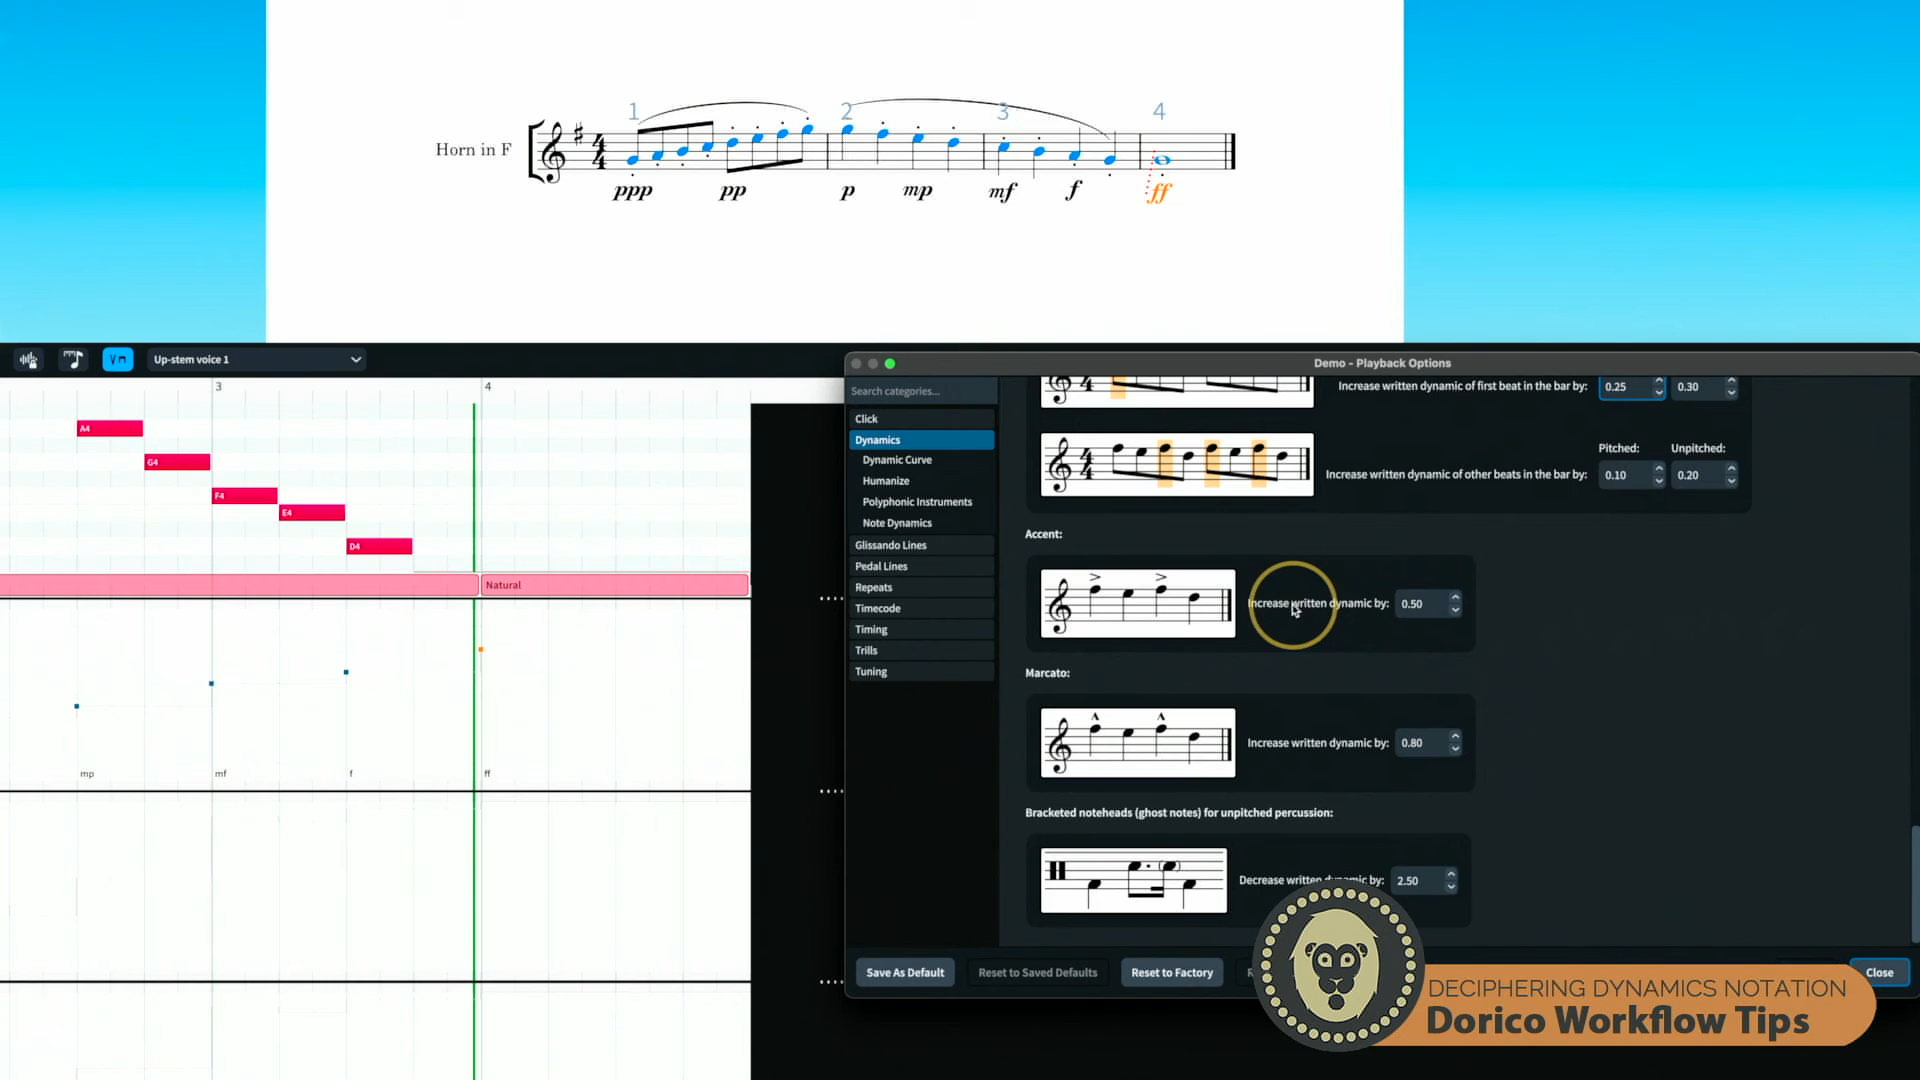 1 2 3 4
Horn in F
ppp pp p mp mf f ff
Up-stem voice 1
3 4
A4
G4
F4
E4
D4
Natural
mp mf f ff
Demo - Playback Options
Search categories...
Click
Dynamics
Dynamic Curve
Humanize
Polyphonic Instruments
Note Dynamics
Glissando Lines
Pedal Lines
Repeats
Timecode
Timing
Trills
Tuning
Increase written dynamic of first beat in the bar by: 0.25 0.30
Pitched: Unpitched:
Increase written dynamic of other beats in the bar by: 0.10 0.20
Accent:
Increase written dynamic by: 0.50
Marcato:
Increase written dynamic by: 0.80
Bracketed noteheads (ghost notes) for unpitched percussion:
Decrease written dynamic by: 2.50
Save As Default Reset to Saved Defaults Reset to Factory Close
DECIPHERING DYNAMICS NOTATION
Dorico Workflow Tips